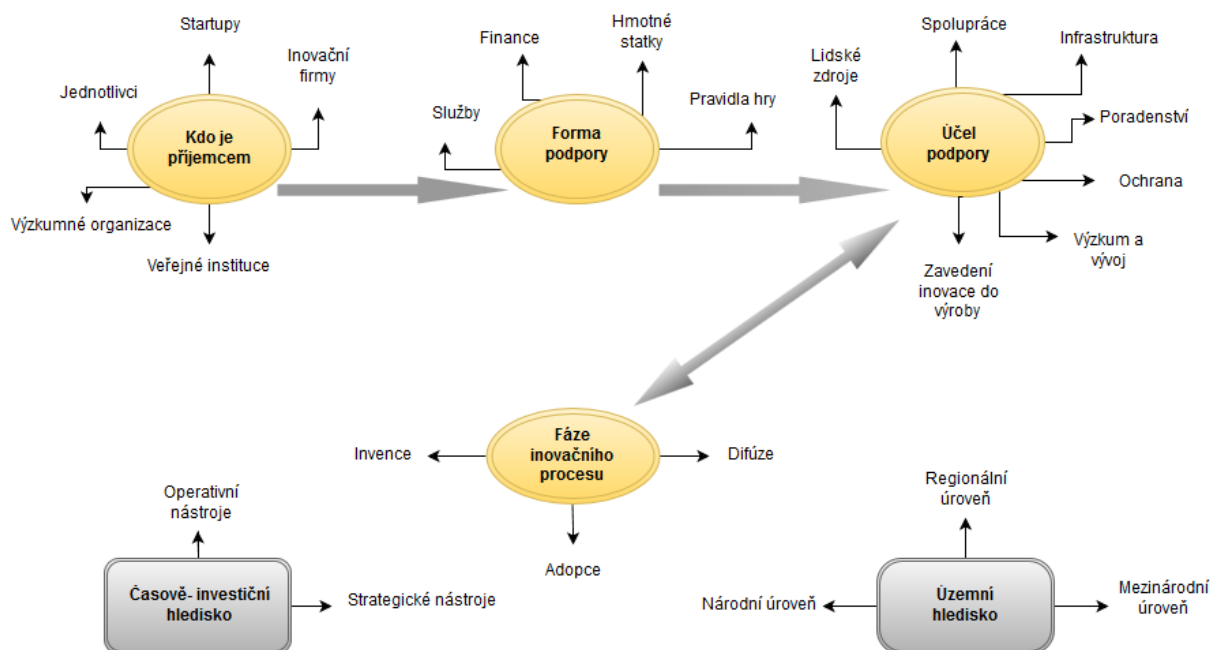 Startupy
Inovační
firmy
Jednotlivci
Kdo je
příjemcem
Výzkumné organizace
Veřejné instituce
Finance
Hmotné
statky
Služby
Pravidla hry
Forma
podpory
Spolupráce
Infrastruktura
Lidské
zdroje
Poradenství
Účel
podpory
Ochrana
Výzkum a
vývoj
Zavedení
inovace do
výroby
Fáze
inovačního
procesu
Invence
Difúze
Adopce
Operativní
nástroje
Časově- investiční
hledisko
Strategické nástroje
Regionální
úroveň
Národní úroveň
Územní
hledisko
Mezinárodní
úroveň